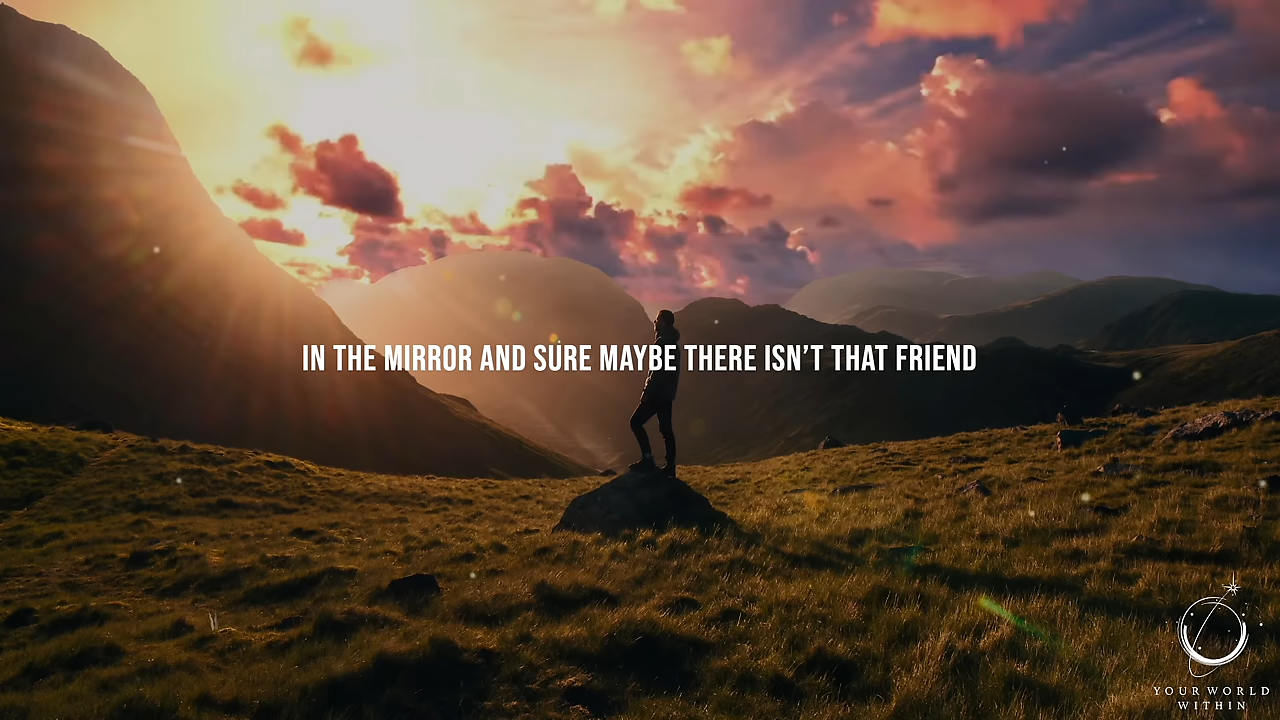 IN THE MIRROR AND SURE MAYBE THERE ISN'T THAT FRIEND
YOUR WORLD
WITHIN